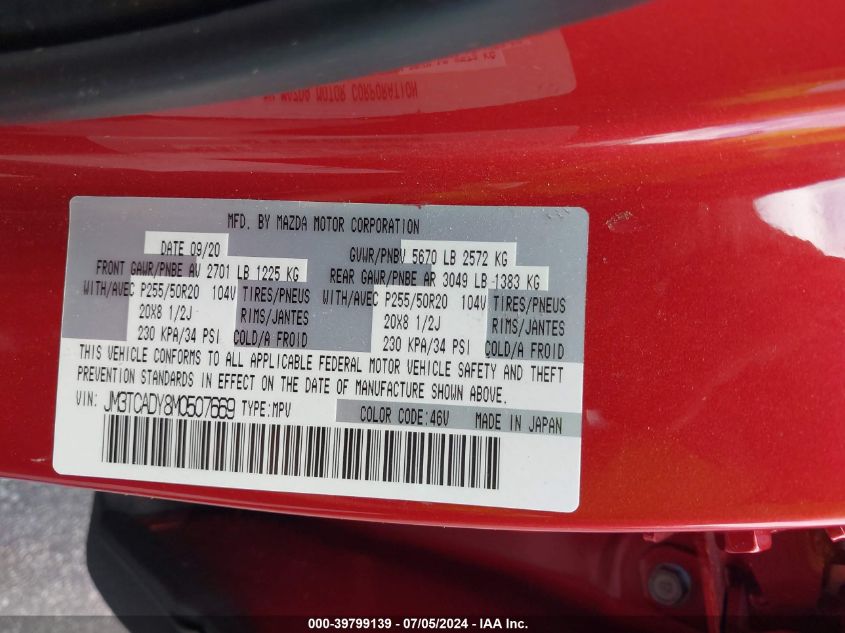 MFD. BY MAZDA MOTOR CORPORATION
DATE 09/20 GVWR/PNBV 5670 LB 2572 KG
FRONT GAWR/PNBE AV 2701 LB 1225 KG REAR GAWR/PNBE AR 3049 LB 1383 KG
WITH/AVEC P255/50R20 104V TIRES/PNEUS WITH/AVEC P255/50R20 104V TIRES/PNEUS
20X8 1/2J RIMS/JANTES 20X8 1/2J RIMS/JANTES
230 KPA/34 PSI COLD/A FROID 230 KPA/34 PSI COLD/A FROID
THIS VEHICLE CONFORMS TO ALL APPLICABLE FEDERAL MOTOR VEHICLE SAFETY AND THEFT
PREVENTION STANDARDS IN EFFECT ON THE DATE OF MANUFACTURE SHOWN ABOVE.
VIN: JM3TCADY8M0507669 TYPE:MPV COLOR CODE:46V MADE IN JAPAN
000-39799139 - 07/05/2024 - IAA Inc.